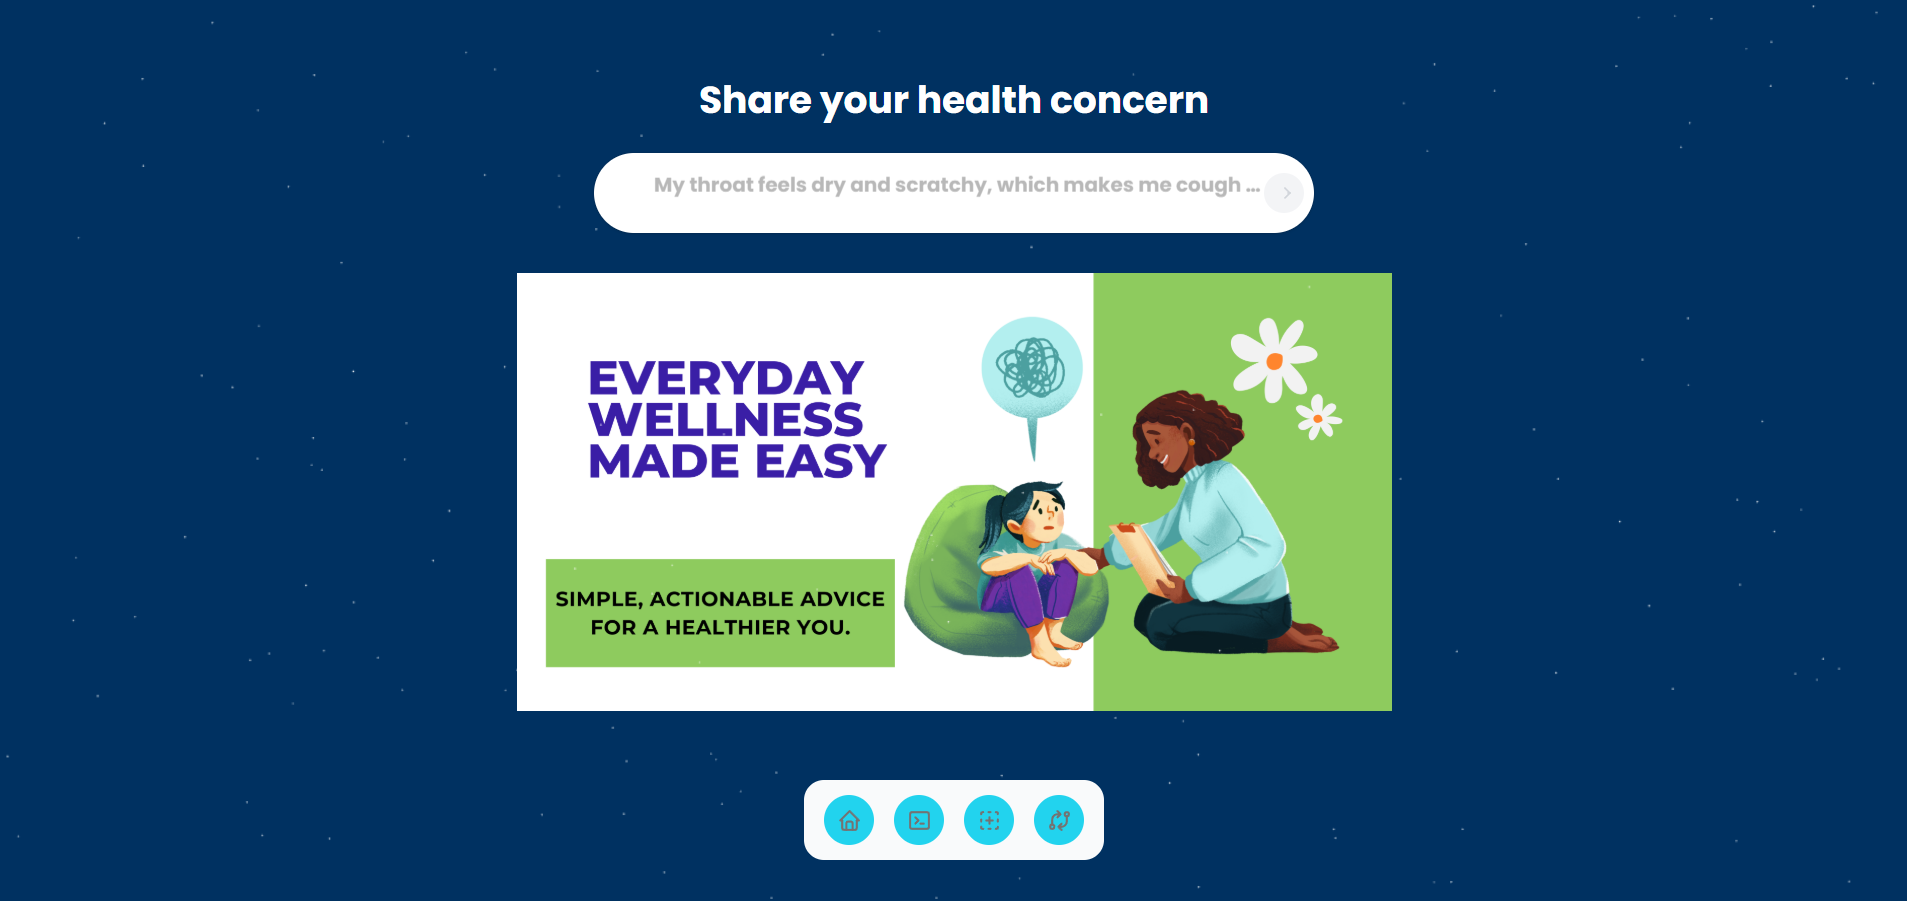 Share your health concern
My throat feels dry and scratchy, which makes me cough ...
EVERYDAY
WELLNESS
MADE EASY
SIMPLE, ACTIONABLE ADVICE
FOR A HEALTHIER YOU.